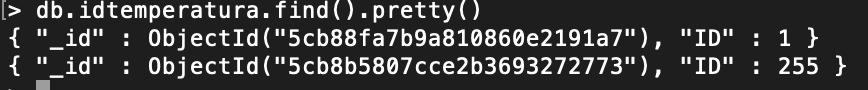 [> db.idtemperatura.find().pretty()
{ "_id" : ObjectId("5cb88fa7b9a810860e2191a7"), "ID" : 1 }
{ "_id" : ObjectId("5cb8b5807cce2b3693272773"), "ID" : 255 }